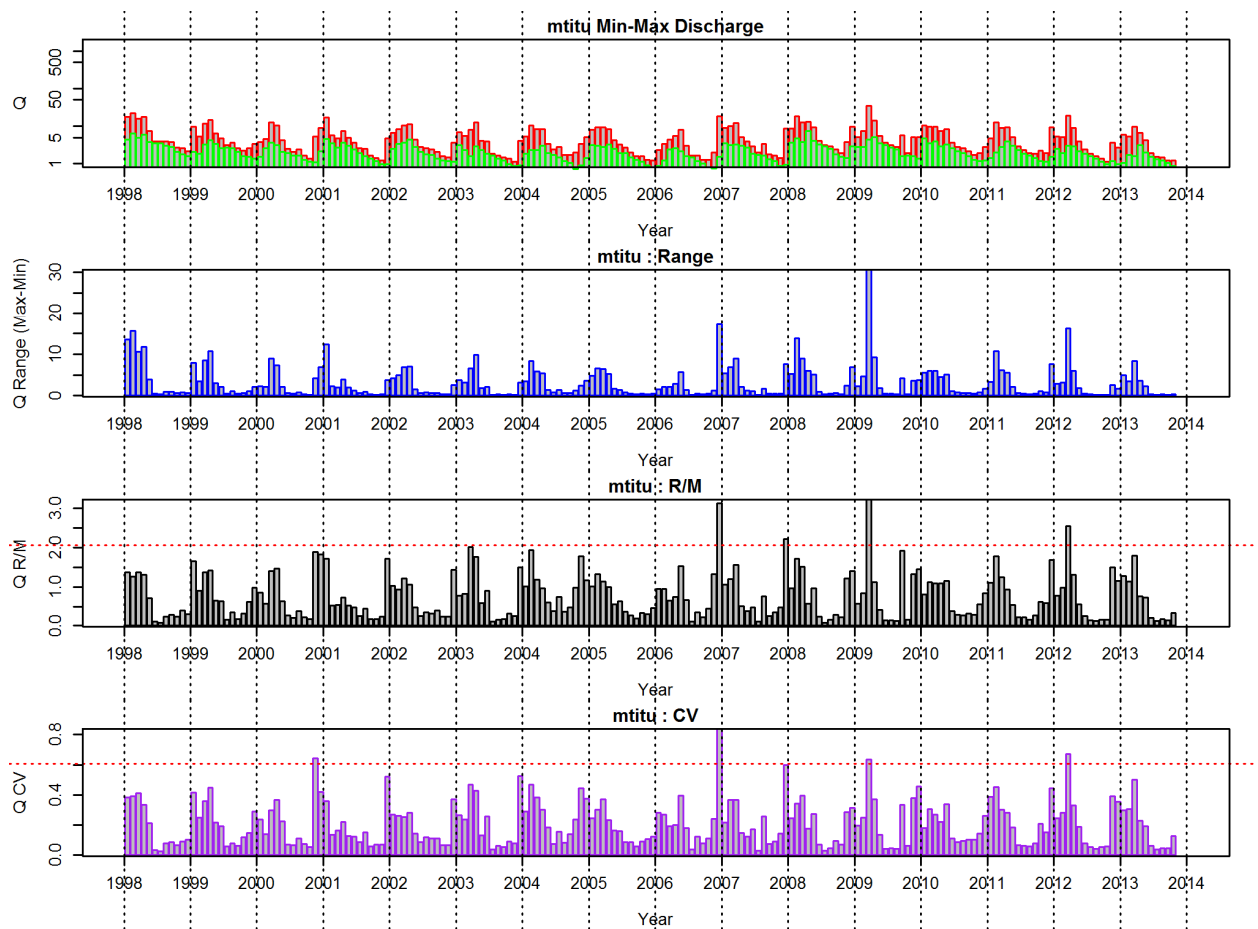 mtitu Min-Max Discharge
Q
500
50
5
1
1998 1999 2000 2001 2002 2003 2004 2005 2006 2007 2008 2009 2010 2011 2012 2013 2014
Year
mtitu : Range
Q Range (Max-Min)
30
20
10
0
1998 1999 2000 2001 2002 2003 2004 2005 2006 2007 2008 2009 2010 2011 2012 2013 2014
Year
mtitu : R/M
Q R/M
3.0
2.0
1.0
0.0
1998 1999 2000 2001 2002 2003 2004 2005 2006 2007 2008 2009 2010 2011 2012 2013 2014
Year
mtitu : CV
Q CV
0.8
0.4
0.0
1998 1999 2000 2001 2002 2003 2004 2005 2006 2007 2008 2009 2010 2011 2012 2013 2014
Year